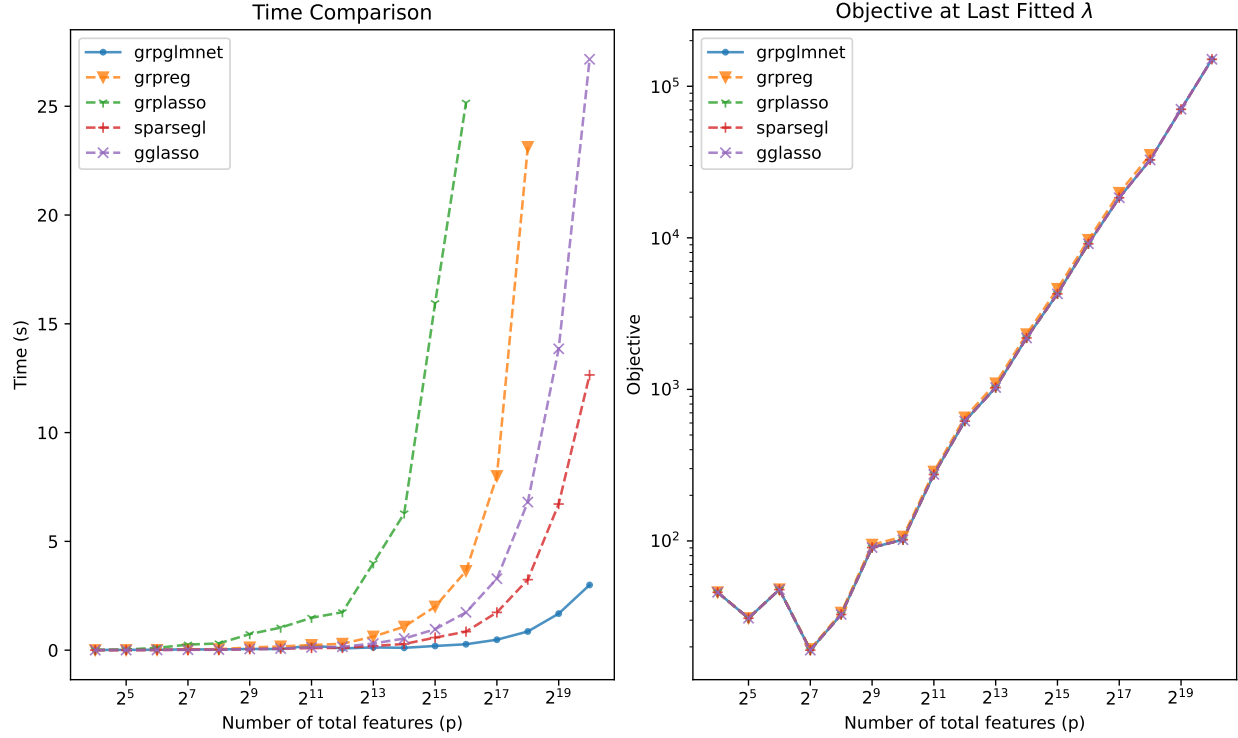 Time Comparison
grpglmnet
grpreg
grplasso
sparsegl
gglasso
25
20
15
10
5
0
Time (s)
2^5 2^7 2^9 2^11 2^13 2^15 2^17 2^19
Number of total features (p)
Objective at Last Fitted λ
grpglmnet
grpreg
grplasso
sparsegl
gglasso
10^5
10^4
10^3
10^2
Objective
2^5 2^7 2^9 2^11 2^13 2^15 2^17 2^19
Number of total features (p)